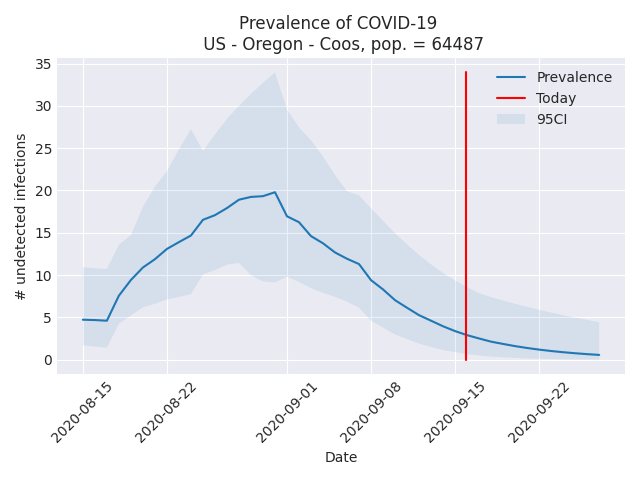 Prevalence of COVID-19
US - Oregon - Coos, pop. = 64487
35
30
25
20
15
10
5
0
# undetected infections
Prevalence
Today
95CI
2020-08-15
2020-08-22
2020-09-01
2020-09-08
2020-09-15
2020-09-22
Date